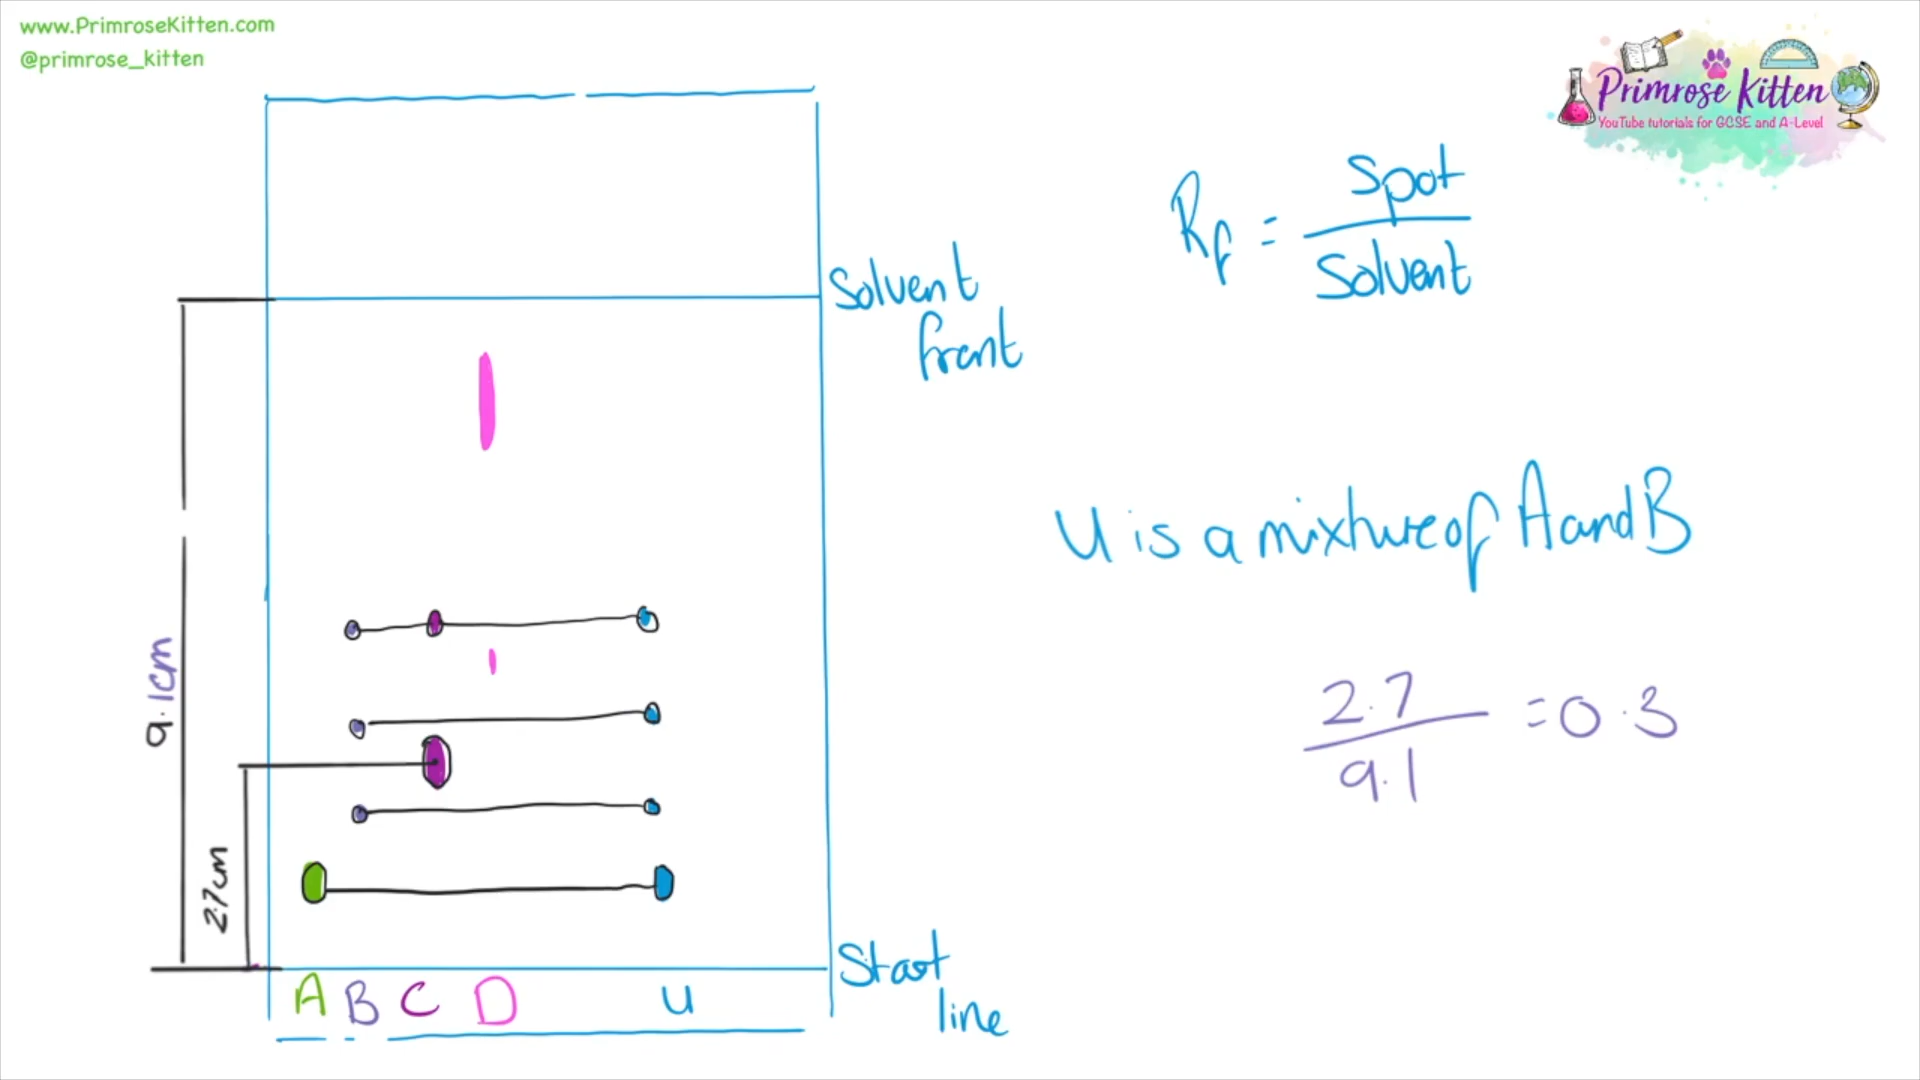 www.PrimroseKitten.com
@primrose_kitten
Primrose Kitten
YouTube tutorials for GCSE and A-Level
Rf = Spot
Solvent
Solvent
front
U is a mixture of A and B
9.1cm
2.7 = 0.3
9.1
2.7cm
Start
line
A B C D U